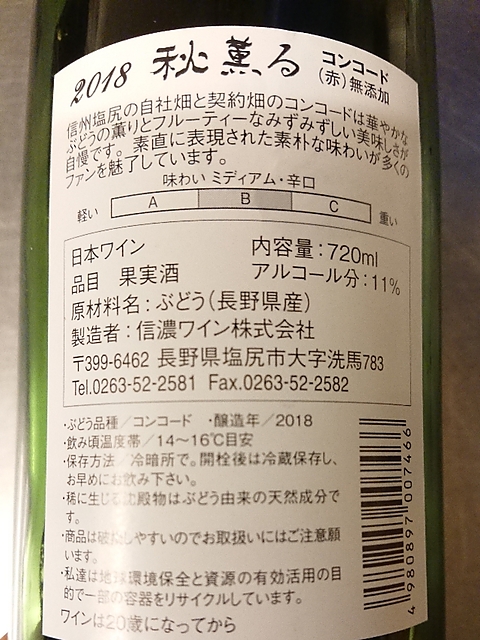 2018 秋薫る コンコード
(赤)無添加
信州塩尻の自社畑と契約畑のコンコードは華やかな
ぶどうの薫りとフルーティーなみずみずしい美味しさが
自慢です。素直に表現された素朴な味わいが多くの
ファンを魅了しています。
味わい ミディアム・辛口
軽い A B C 重い
日本ワイン 内容量：720ml
品目 果実酒 アルコール分：11%
原材料名：ぶどう(長野県産)
製造者：信濃ワイン株式会社
〒399-6462 長野県塩尻市大字洗馬783
Tel.0263-52-2581 Fax.0263-52-2582
・ぶどう品種／コンコード ・醸造年／2018
・飲み頃温度帯／14〜16℃目安
・保存方法／冷暗所で。開栓後は冷蔵保存し、
お早めにお飲み下さい。
・稀に生じる沈殿物はぶどう由来の天然成分で
す。
・商品は破損しやすいのでお取扱いにはご注意願
います。
・私達は地球環境保全と資源の有効活用の目
的で一部の容器をリサイクルしています。
ワインは20歳になってから
4 980897 007466